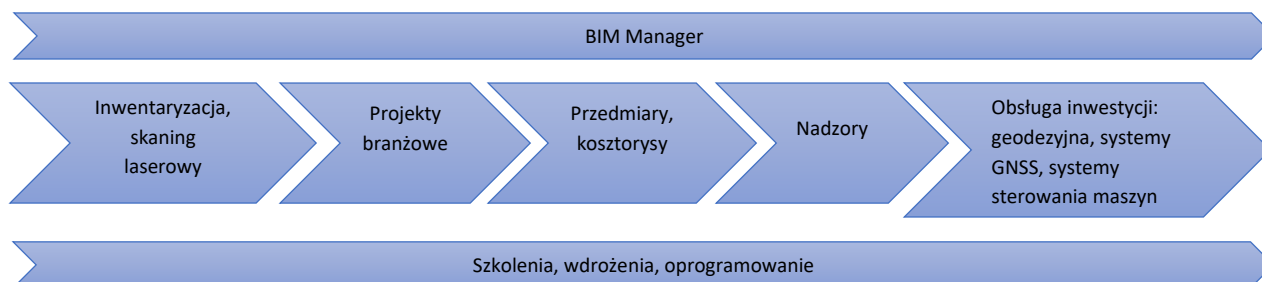 BIM Manager
Inwentaryzacja,
skaning
laserowy
Projekty
branżowe
Przedmiary,
kosztorysy
Nadzory
Obsługa inwestycji:
geodezyjna, systemy
GNSS, systemy
sterowania maszyn
Szkolenia, wdrożenia, oprogramowanie